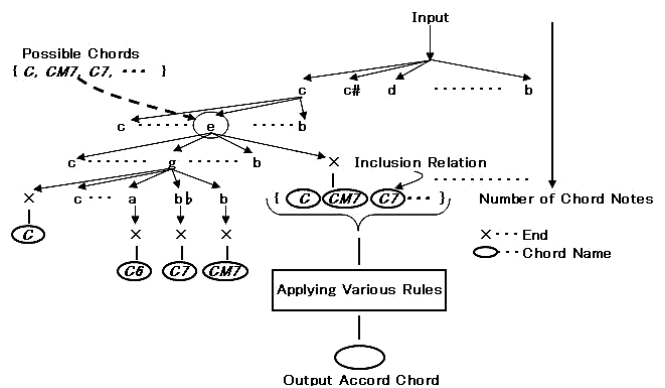 Input
Possible Chords
{ C, CM7, C7, ··· }
c c# d ········ b
c ········ e ········ b
c ········ g ········ b ×
Inclusion Relation
× c ··· a b♭ b
{ C CM7 C7 ··· }
Number of Chord Notes
× × ×
×····End
C
····Chord Name
C6 C7 CM7
Applying Various Rules
Output Accord Chord